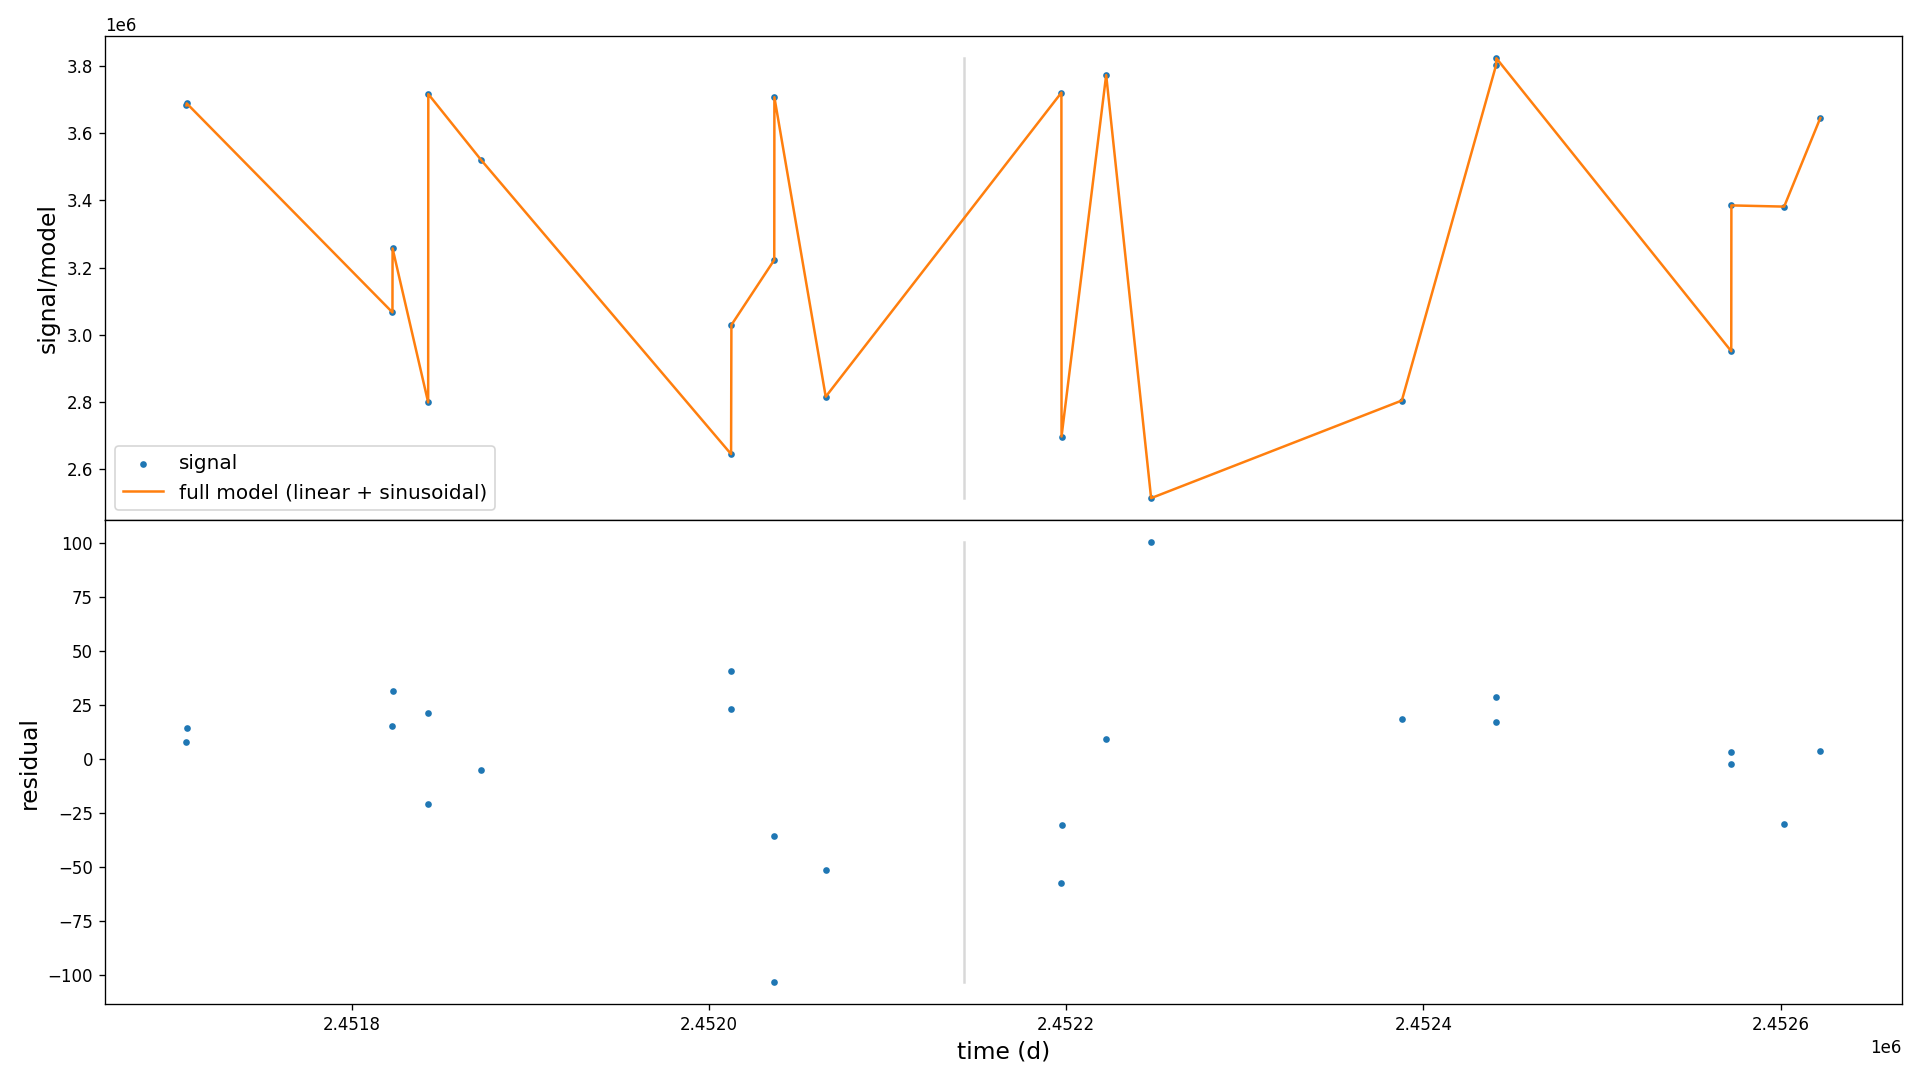 1e6
3.8
3.6
3.4
3.2
3.0
2.8
2.6
signal/model
signal
full model (linear + sinusoidal)
100
75
50
25
0
−25
−50
−75
−100
residual
2.4518 2.4520 2.4522 2.4524 2.4526
time (d)
1e6